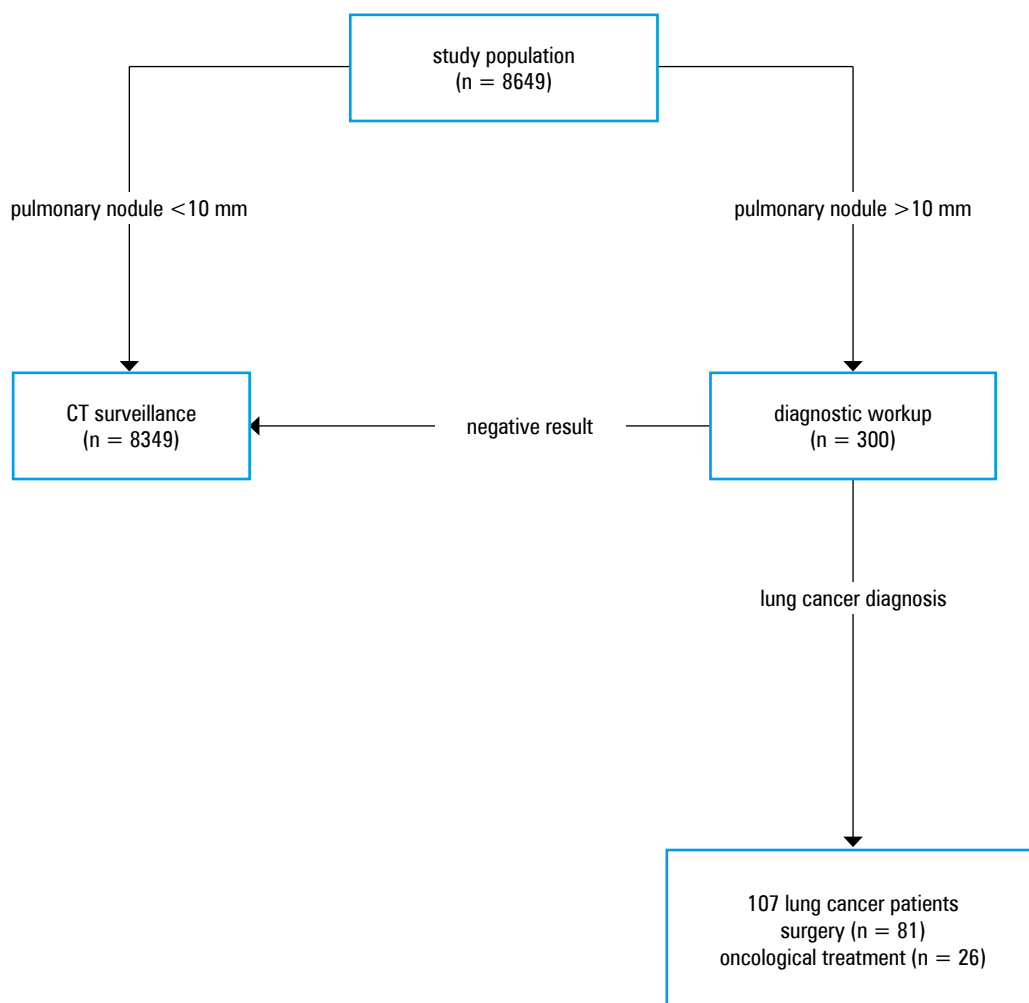 study population
(n = 8649)
pulmonary nodule <10 mm
pulmonary nodule >10 mm
CT surveillance
(n = 8349)
negative result
diagnostic workup
(n = 300)
lung cancer diagnosis
107 lung cancer patients
surgery (n = 81)
oncological treatment (n = 26)